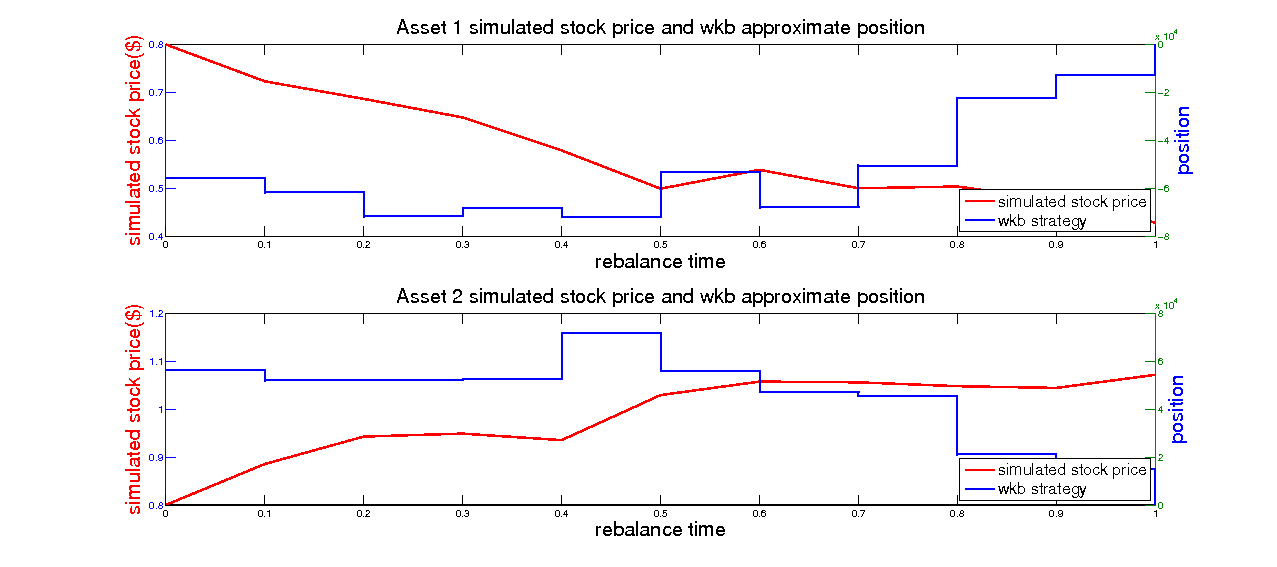 Asset 1 simulated stock price and wkb approximate position
x 10^4
simulated stock price($)
0.8
0.7
0.6
0.5
0.4
0
-2
-4
-6
-8
position
simulated stock price
wkb strategy
0 0.1 0.2 0.3 0.4 0.5 0.6 0.7 0.8 0.9 1
rebalance time
Asset 2 simulated stock price and wkb approximate position
x 10^4
simulated stock price($)
1.2
1.1
1
0.9
0.8
8
6
4
2
0
position
simulated stock price
wkb strategy
0 0.1 0.2 0.3 0.4 0.5 0.6 0.7 0.8 0.9 1
rebalance time